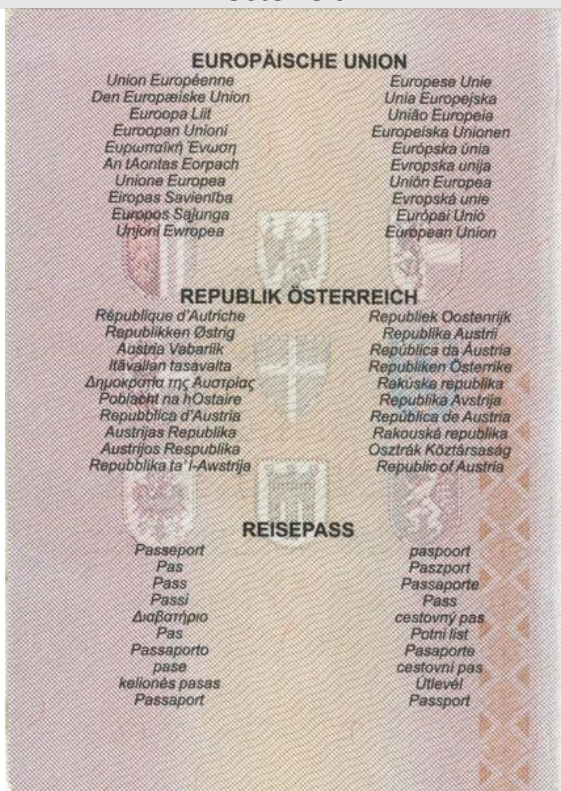 EUROPÄISCHE UNION
Union Européenne
Den Europæiske Union
Euroopa Liit
Euroopan Unioni
Ευρωπαϊκή Ένωση
An tAontas Eorpach
Unione Europea
Eiropas Savienība
Europos Sąjunga
Unjoni Ewropea
Europese Unie
Unia Europejska
União Europeia
Europeiska Unionen
Európska únia
Evropska unija
Unión Europea
Evropská unie
Európai Unió
European Union
REPUBLIK ÖSTERREICH
République d'Autriche
Republikken Østrig
Austria Vabariik
Itävallan tasavalta
Δημοκρατία της Αυστρίας
Poblacht na hOstaire
Repubblica d'Austria
Austrijas Republika
Austrijos Respublika
Repubblika ta' l-Awstrija
Republiek Oostenrijk
Republika Austrii
República da Áustria
Republiken Österrike
Rakúska republika
Republika Avstrija
República de Austria
Rakouská republika
Osztrák Köztársaság
Republic of Austria
REISEPASS
Passeport
Pas
Pass
Passi
Διαβατήριο
Pas
Passaporto
pase
kelionės pasas
Passaport
paspoort
Paszport
Passaporte
Pass
cestovný pas
Potni list
Pasaporte
cestovní pas
Útlevél
Passport